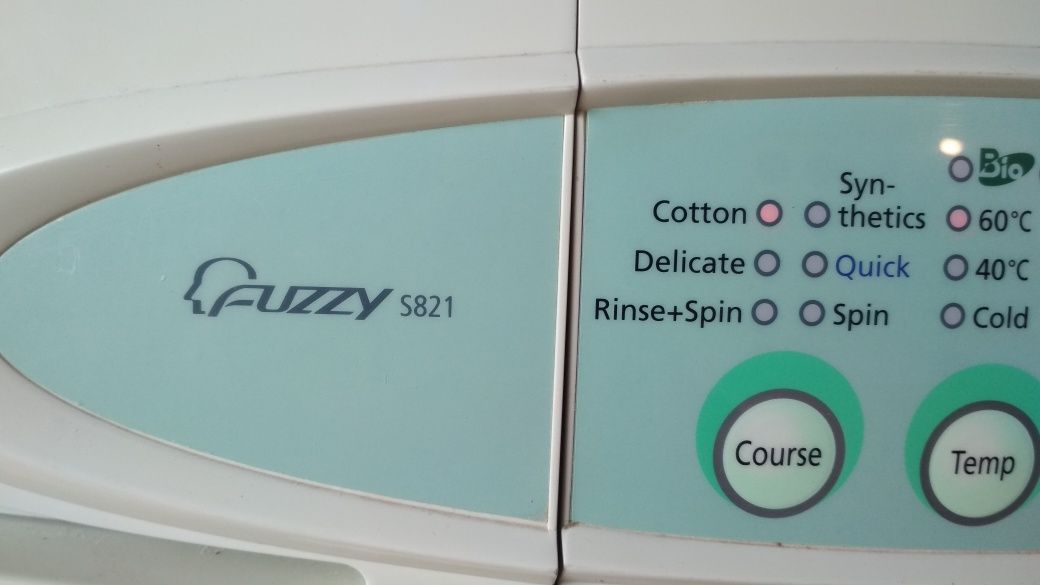 FUZZY S821
Bio
Cotton
Syn-
thetics
60°C
Delicate
Quick
40°C
Rinse+Spin
Spin
Cold
Course
Temp